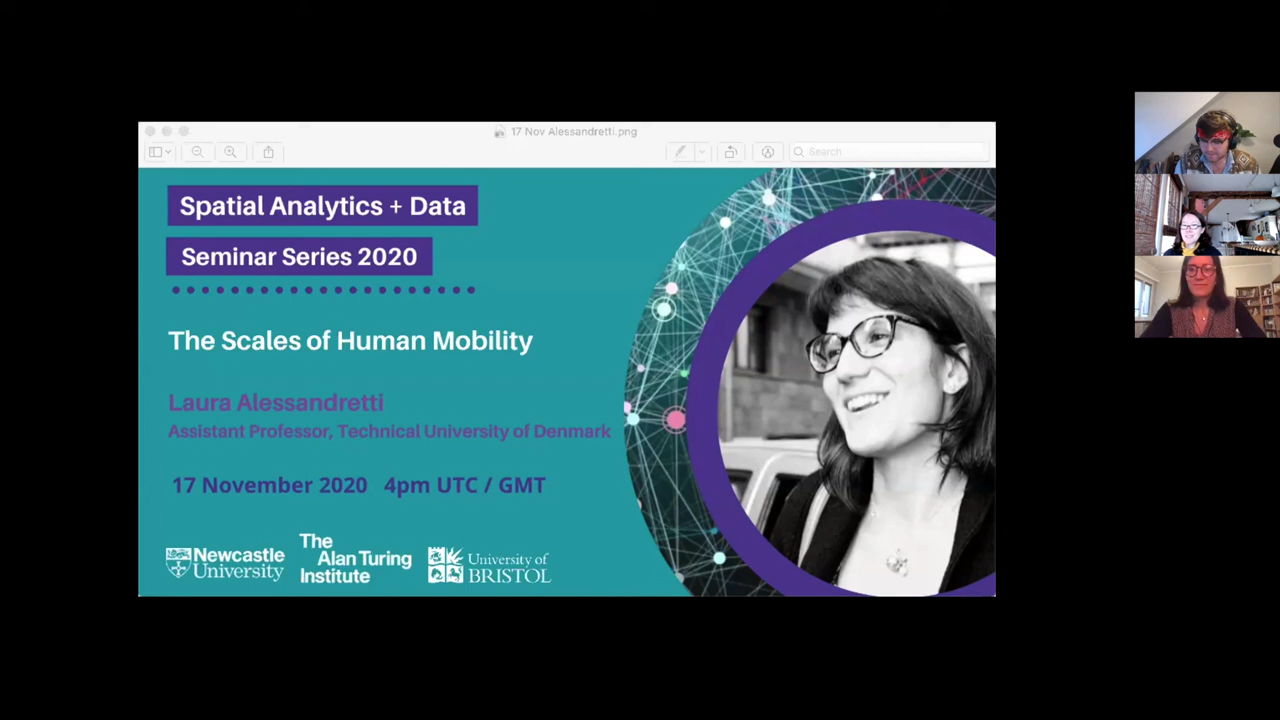 17 Nov Alessandretti.png
Search
Spatial Analytics + Data
Seminar Series 2020
The Scales of Human Mobility
Laura Alessandretti
Assistant Professor, Technical University of Denmark
17 November 2020 4pm UTC / GMT
Newcastle
University
The
Alan Turing
Institute
University of
BRISTOL